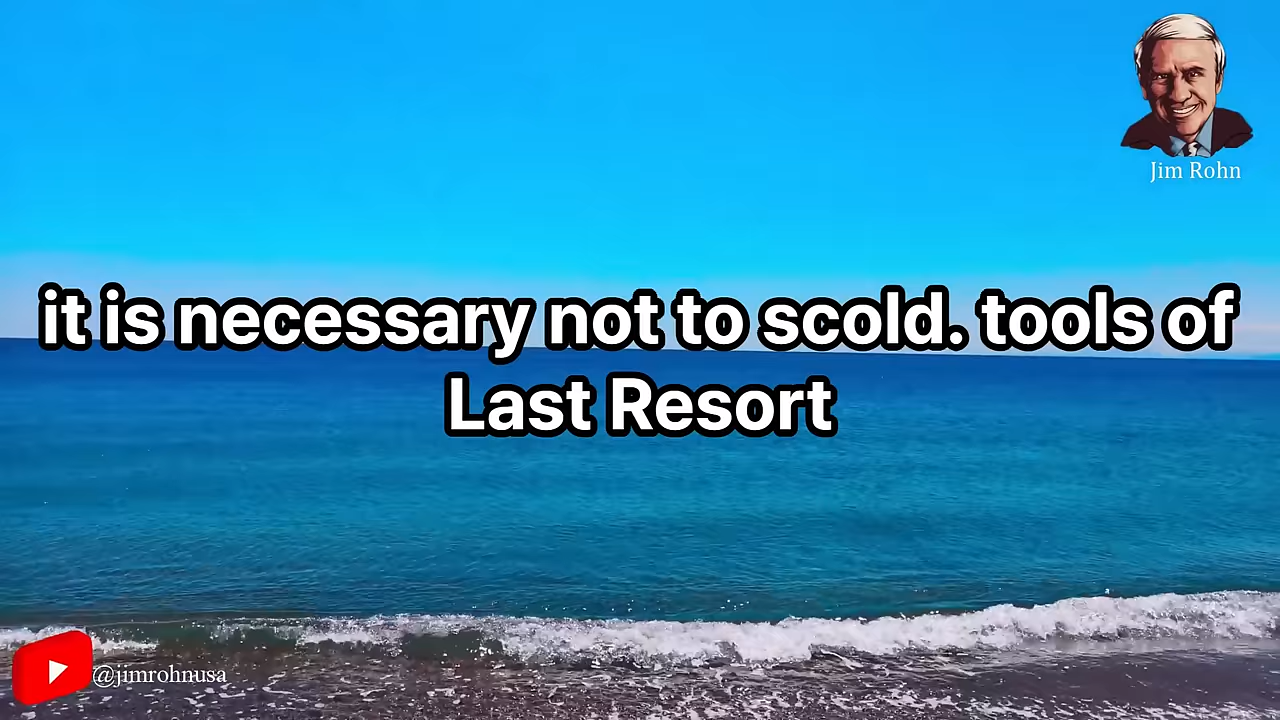 Jim Rohn
it is necessary not to scold. tools of
Last Resort
@jimrohnusa